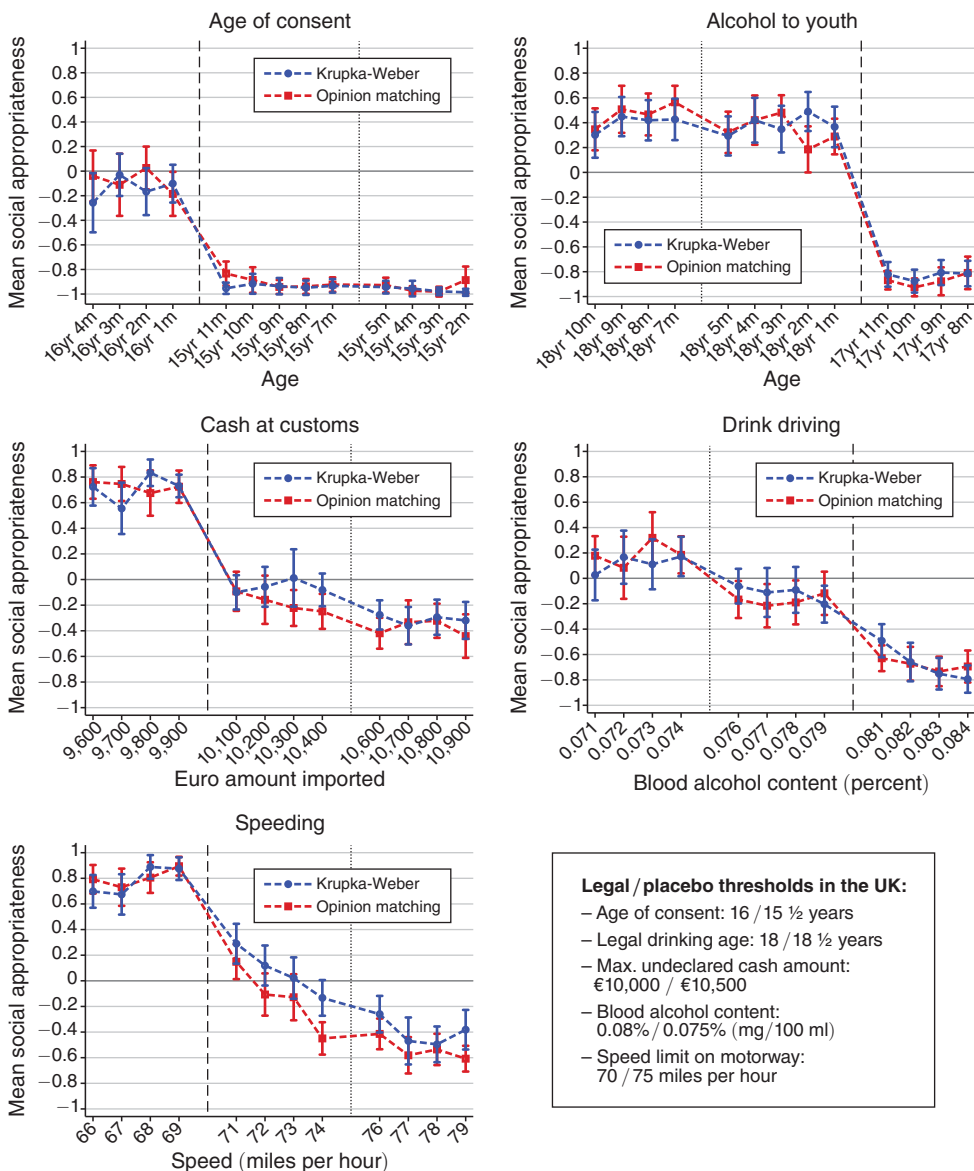 Age of consent
Mean social appropriateness
1
0.8
0.6
0.4
0.2
0
−0.2
−0.4
−0.6
−0.8
−1
Krupka-Weber
Opinion matching
16yr 4m
16yr 3m
16yr 2m
16yr 1m
15yr 11m
15yr 10m
15yr 9m
15yr 8m
15yr 7m
15yr 5m
15yr 4m
15yr 3m
15yr 2m
Age
Alcohol to youth
Mean social appropriateness
1
0.8
0.6
0.4
0.2
0
−0.2
−0.4
−0.6
−0.8
−1
Krupka-Weber
Opinion matching
18yr 10m
18yr 9m
18yr 8m
18yr 7m
18yr 5m
18yr 4m
18yr 3m
18yr 2m
18yr 1m
17yr 11m
17yr 10m
17yr 9m
17yr 8m
Age
Cash at customs
Mean social appropriateness
1
0.8
0.6
0.4
0.2
0
−0.2
−0.4
−0.6
−0.8
−1
Krupka-Weber
Opinion matching
9,600
9,700
9,800
9,900
10,100
10,200
10,300
10,400
10,600
10,700
10,800
10,900
Euro amount imported
Drink driving
Mean social appropriateness
1
0.8
0.6
0.4
0.2
0
−0.2
−0.4
−0.6
−0.8
−1
Krupka-Weber
Opinion matching
0.071
0.072
0.073
0.074
0.076
0.077
0.078
0.079
0.081
0.082
0.083
0.084
Blood alcohol content (percent)
Speeding
Mean social appropriateness
1
0.8
0.6
0.4
0.2
0
−0.2
−0.4
−0.6
−0.8
−1
Krupka-Weber
Opinion matching
66
67
68
69
71
72
73
74
76
77
78
79
Speed (miles per hour)
Legal/placebo thresholds in the UK:
– Age of consent: 16/15 ½ years
– Legal drinking age: 18/18 ½ years
– Max. undeclared cash amount:
€10,000 / €10,500
– Blood alcohol content:
0.08%/0.075% (mg/100 ml)
– Speed limit on motorway:
70/75 miles per hour